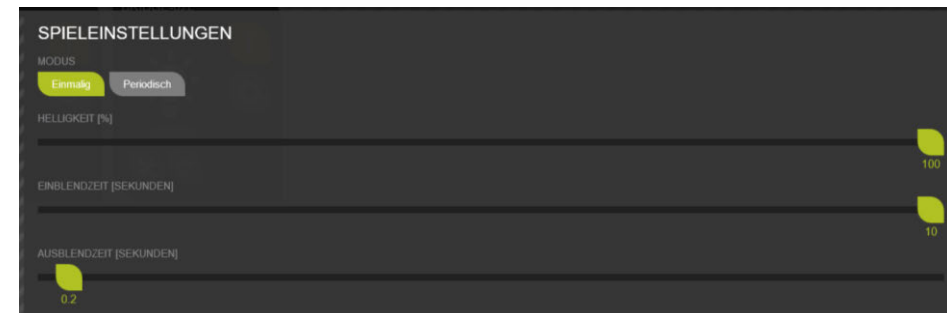 SPIELEINSTELLUNGEN
MODUS
Einmalig Periodisch
HELLIGKEIT [%]
100
EINBLENDZEIT [SEKUNDEN]
10
AUSBLENDZEIT [SEKUNDEN]
0.2